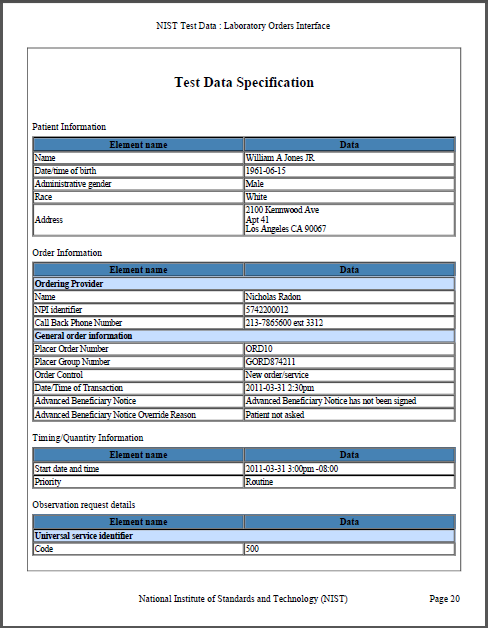 NIST Test Data : Laboratory Orders Interface
Test Data Specification
Patient Information
Element name Data
Name William A Jones JR
Date/time of birth 1961-06-15
Administrative gender Male
Race White
Address 2100 Kennwood Ave
Apt 41
Los Angeles CA 90067
Order Information
Element name Data
Ordering Provider
Name Nicholas Radon
NPI identifier 5742200012
Call Back Phone Number 213-7865600 ext 3312
General order information
Placer Order Number ORD10
Placer Group Number GORD874211
Order Control New order/service
Date/Time of Transaction 2011-03-31 2:30pm
Advanced Beneficiary Notice Advanced Beneficiary Notice has not been signed
Advanced Beneficiary Notice Override Reason Patient not asked
Timing/Quantity Information
Element name Data
Start date and time 2011-03-31 3:00pm -08:00
Priority Routine
Observation request details
Element name Data
Universal service identifier
Code 500
National Institute of Standards and Technology (NIST) Page 20